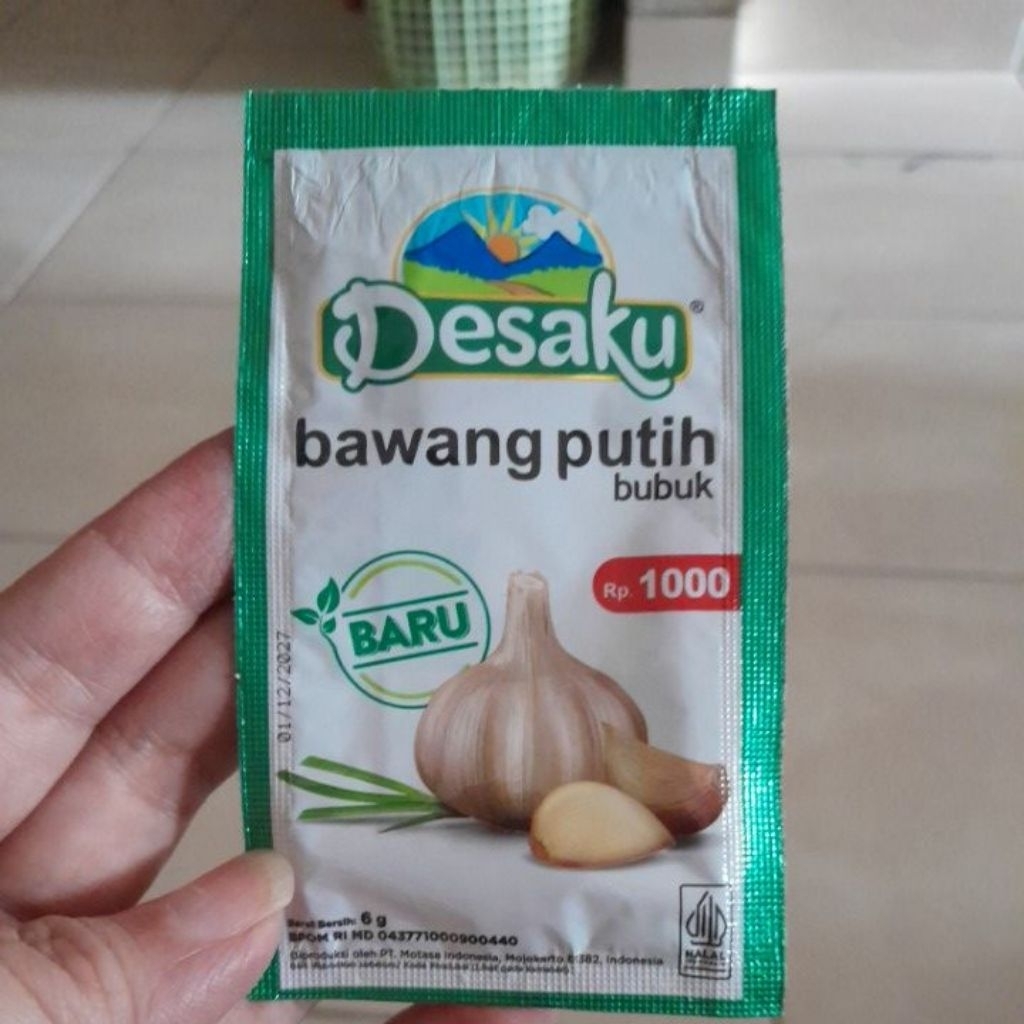 Desaku®
bawang putih
bubuk
Rp. 1000
BARU
01/12/2027
Berat Bersih: 6 g
BPOM RI MD 043771000900440
Diproduksi oleh PT. Motasa Indonesia, Mojokerto 61382, Indonesia
HALAL